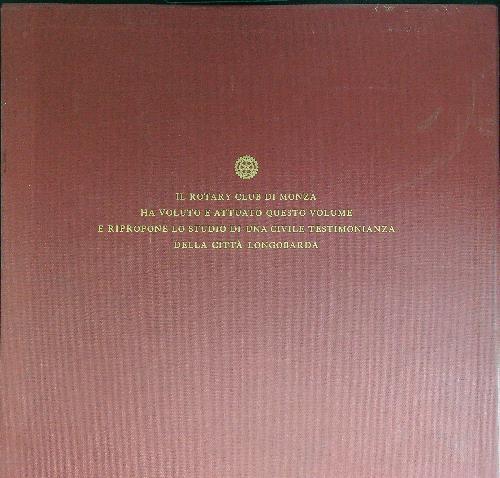 IL ROTARY CLUB DI MONZA
HA VOLUTO E ATTUATO QUESTO VOLUME
E RIPROPONE LO STUDIO DI UNA CIVILE TESTIMONIANZA
DELLA CITTÀ LONGOBARDA